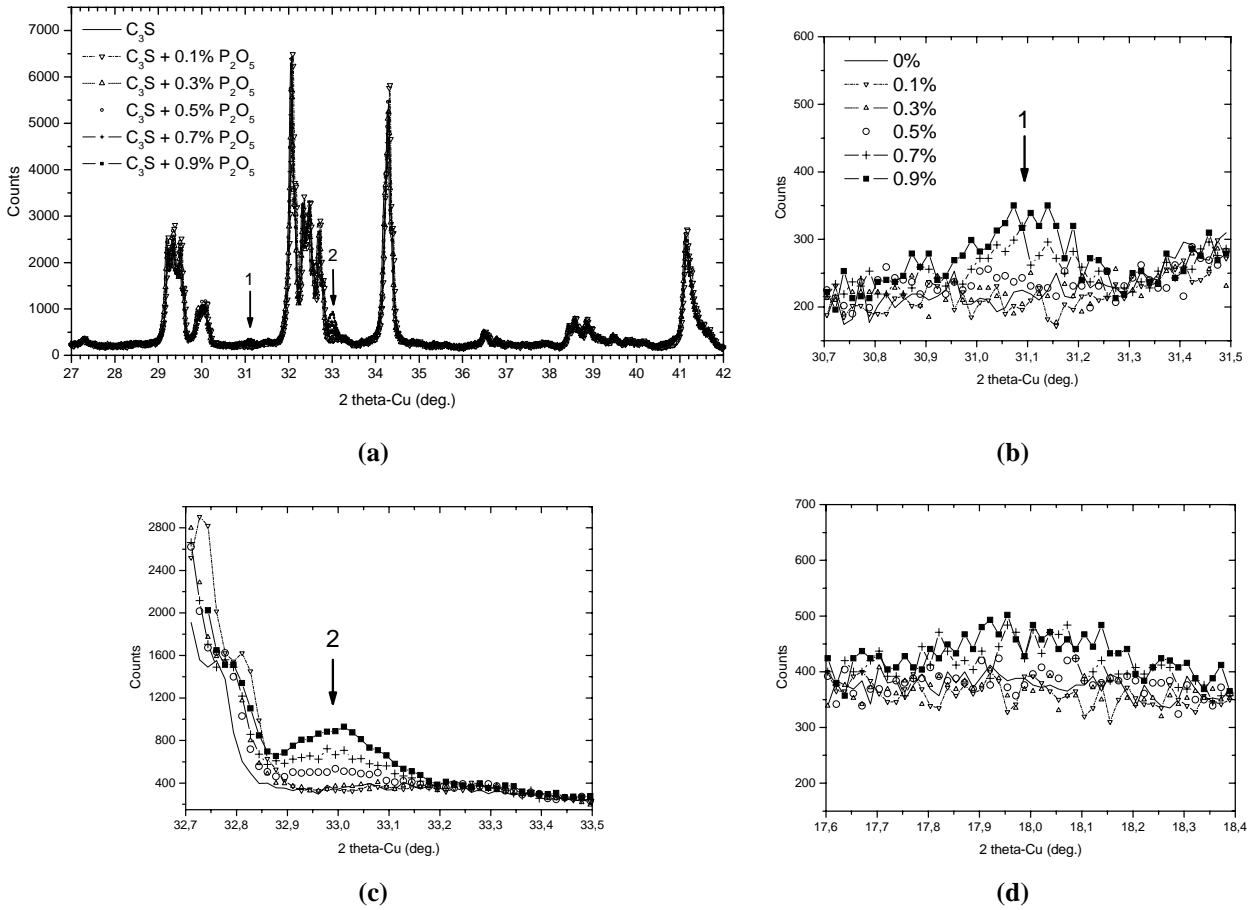 7000
6000
5000
4000
3000
2000
1000
0
Counts
C₃S
C₃S + 0.1% P₂O₅
C₃S + 0.3% P₂O₅
C₃S + 0.5% P₂O₅
C₃S + 0.7% P₂O₅
C₃S + 0.9% P₂O₅
1
2
27 28 29 30 31 32 33 34 35 36 37 38 39 40 41 42
2 theta-Cu (deg.)
(a)
600
500
400
300
200
Counts
0%
0.1%
0.3%
0.5%
0.7%
0.9%
1
30,7 30,8 30,9 31,0 31,1 31,2 31,3 31,4 31,5
2 theta-Cu (deg.)
(b)
2800
2400
2000
1600
1200
800
400
Counts
2
32,7 32,8 32,9 33,0 33,1 33,2 33,3 33,4 33,5
2 theta-Cu (deg.)
(c)
700
600
500
400
300
200
Counts
17,6 17,7 17,8 17,9 18,0 18,1 18,2 18,3 18,4
2 theta-Cu (deg.)
(d)